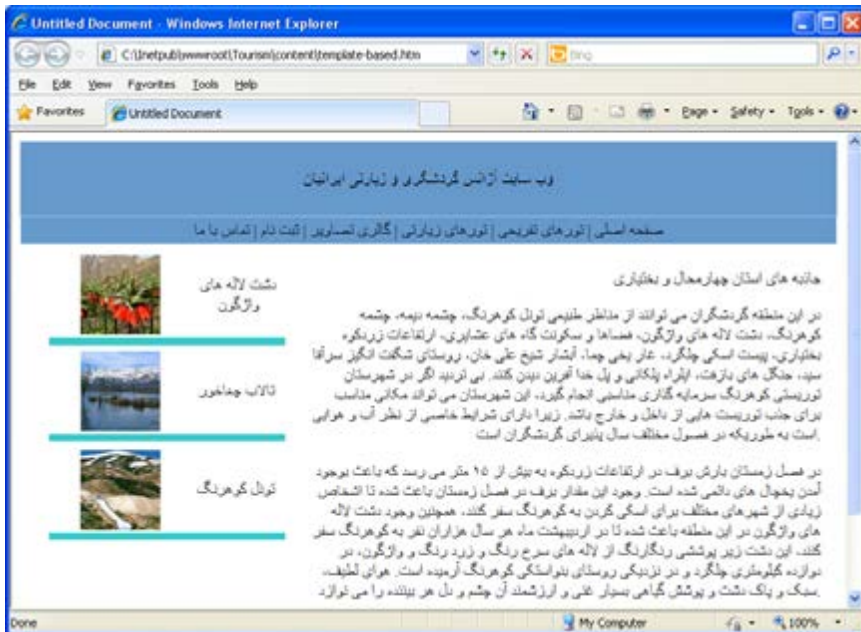 Untitled Document - Windows Internet Explorer
C:\Inetpub\wwwroot\Tourism\content\template-based.htm
Bing
File Edit View Favorites Tools Help
Favorites Untitled Document Page Safety Tools
وب سایت آژانس گردشگری و زیارتی ایرانیان
صفحه اصلی | تورهای تفریحی | تورهای زیارتی | گالری تصاویر | ثبت نام | تماس با ما
جاذبه های استان چهارمحال و بختیاری
در این منطقه گردشگران می توانند از مناظر طبیعی تونل کوهرنگ، چشمه دیمه، چشمه
کوهرنگ، دشت لاله های واژگون، فضاها و سکونت گاه های عشایری، ارتفاعات زردکوه
بختیاری، پیست اسکی چلگرد، غار یخی چما، آبشار شیخ علی خان، روستای شگفت انگیز سرآقا
سید، جنگل های بازفت، ایلراه پلکانی و پل خدا آفرین دیدن کنند. بی تردید اگر در شهرستان
توریستی کوهرنگ سرمایه گذاری مناسبی انجام گیرد، این شهرستان می تواند مکانی مناسب
برای جذب توریست هایی از داخل و خارج باشد. زیرا دارای شرایط خاصی از نظر آب و هوایی
.است به طوریکه در فصول مختلف سال پذیرای گردشگران است
در فصل زمستان بارش برف در ارتفاعات زردکوه به بیش از ۱۵ متر می رسد که باعث بوجود
آمدن یخچال های دائمی شده است. وجود این مقدار برف در فصل زمستان باعث شده تا اشخاص
زیادی از شهرهای مختلف برای اسکی کردن به کوهرنگ سفر کنند، همچنین وجود دشت لاله
های واژگون در این منطقه باعث شده تا در اردیبهشت ماه هر سال هزاران نفر به کوهرنگ سفر
کنند، این دشت زیر پوششی رنگارنگ از لاله های سرخ رنگ و زرد رنگ و واژگون، در
دوازده کیلومتری چلگرد و در نزدیکی روستای بنواستکی کوهرنگ آرمیده است. هوای لطیف،
.سبک و پاک دشت و پوشش گیاهی بسیار غنی و ارزشمند آن چشم و دل هر بیننده را می نوازد
دشت لاله های
واژگون
تالاب چغاخور
تونل کوهرنگ
Done My Computer 100%